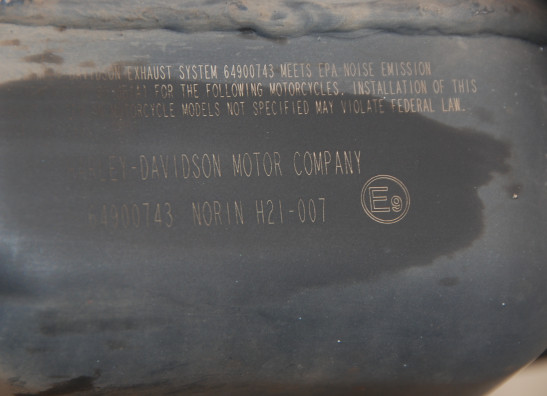 EXHAUST SYSTEM 64900743 MEETS EPA NOISE EMISSION
FOR THE FOLLOWING MOTORCYCLES. INSTALLATION OF THIS
MODELS NOT SPECIFIED MAY VIOLATE FEDERAL LAW.
-DAVIDSON MOTOR COMPANY
64900743 NORIN H21-007
E9